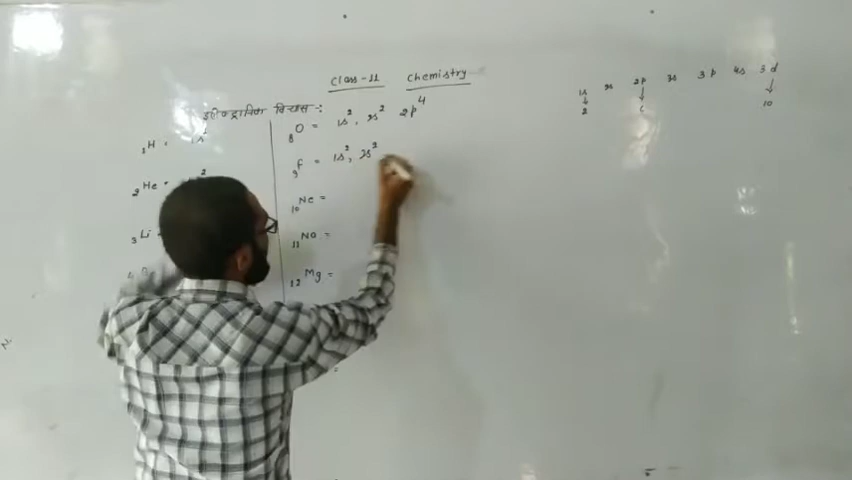 Class-11 Chemistry
1s 2s 2p 3s 3p 4s 3d
2 6 10
इलेक्ट्रॉनिक विन्यास :
₁H = 1s²
₂He = 2
₃Li
₈O = 1s², 2s² 2p⁴
₉f = 1s², 2s²
₁₀Ne =
₁₁Na =
₁₂Mg =